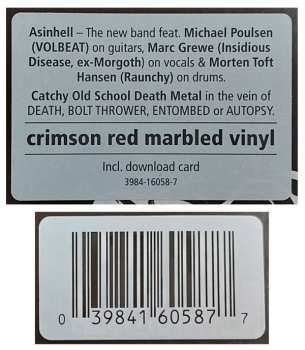 Asinhell – The new band feat. Michael Poulsen
(VOLBEAT) on guitars, Marc Grewe (Insidious
Disease, ex-Morgoth) on vocals & Morten Toft
Hansen (Raunchy) on drums.
Catchy Old School Death Metal in the vein of
DEATH, BOLT THROWER, ENTOMBED or AUTOPSY.
crimson red marbled vinyl
Incl. download card
3984-16058-7
0 39841 60587 7